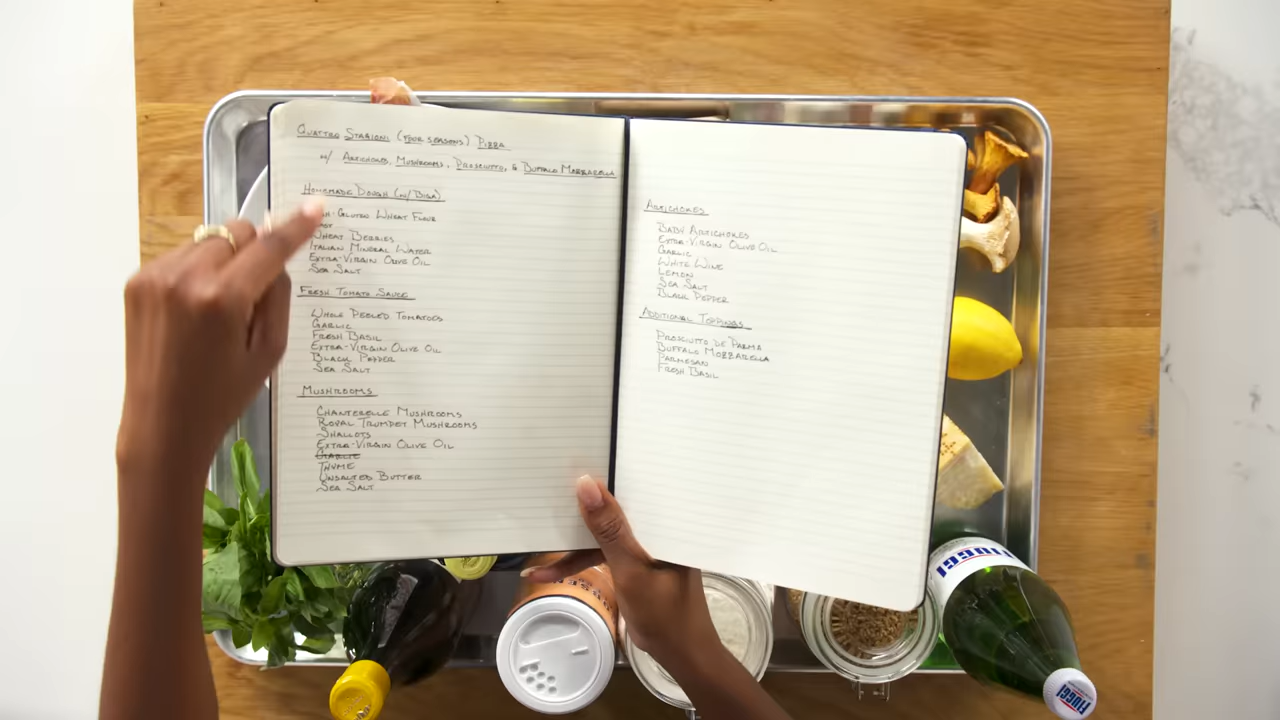 QUATTRO STAGIONI (FOUR SEASONS) PIZZA
w/ ARTICHOKES, MUSHROOMS, PROSCIUTTO, & BUFFALO MOZZARELLA
HOMEMADE DOUGH (w/ BIGA)
GLUTEN WHEAT FLOUR
WHEAT BERRIES
ITALIAN MINERAL WATER
EXTRA-VIRGIN OLIVE OIL
SEA SALT
FRESH TOMATO SAUCE
WHOLE PEELED TOMATOES
GARLIC
FRESH BASIL
EXTRA-VIRGIN OLIVE OIL
BLACK PEPPER
SEA SALT
MUSHROOMS
CHANTERELLE MUSHROOMS
ROYAL TRUMPET MUSHROOMS
SHALLOTS
EXTRA-VIRGIN OLIVE OIL
GARLIC
THYME
UNSALTED BUTTER
SEA SALT
ARTICHOKES
BABY ARTICHOKES
EXTRA-VIRGIN OLIVE OIL
GARLIC
WHITE WINE
LEMON
SEA SALT
BLACK PEPPER
ADDITIONAL TOPPINGS
PROSCIUTTO DE PARMA
BUFFALO MOZZARELLA
PARMESAN
FRESH BASIL
FIUGGI
FIUGGI